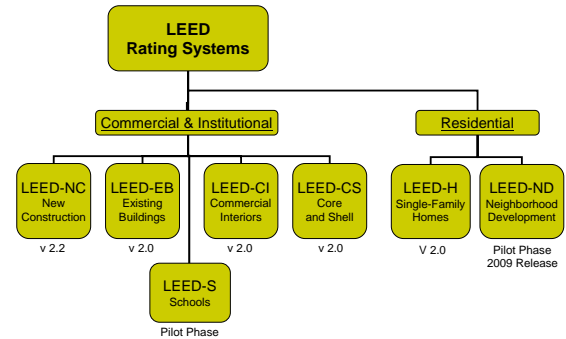 LEED
Rating Systems
Commercial & Institutional
Residential
LEED-NC
New
Construction
v 2.2
LEED-EB
Existing
Buildings
v 2.0
LEED-CI
Commercial
Interiors
v 2.0
LEED-CS
Core
and Shell
v 2.0
LEED-H
Single-Family
Homes
V 2.0
LEED-ND
Neighborhood
Development
Pilot Phase
2009 Release
LEED-S
Schools
Pilot Phase